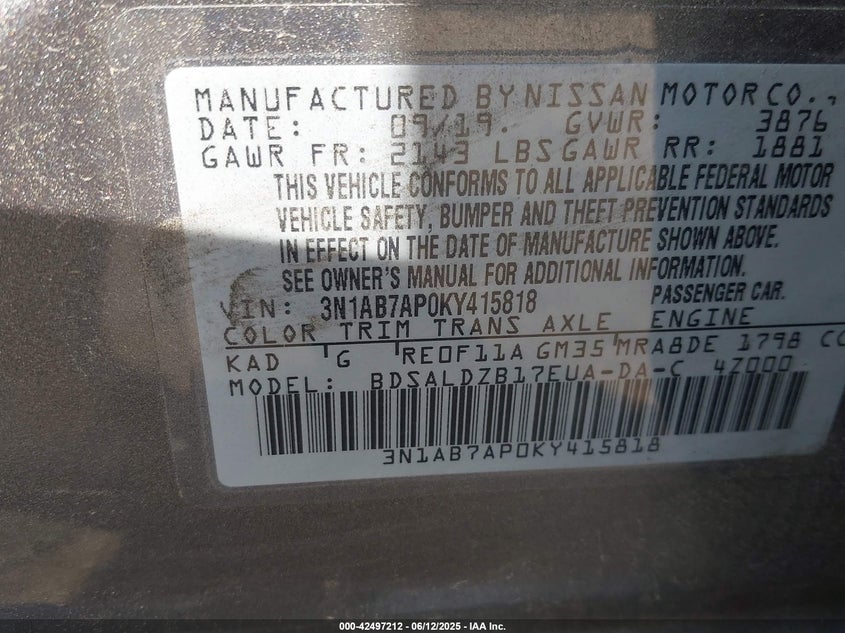 MANUFACTURED BY NISSAN MOTOR CO.,
DATE: 09/19. GVWR: 3876
GAWR FR: 2143 LBS GAWR RR: 1881
THIS VEHICLE CONFORMS TO ALL APPLICABLE FEDERAL MOTOR
VEHICLE SAFETY, BUMPER AND THEFT PREVENTION STANDARDS
IN EFFECT ON THE DATE OF MANUFACTURE SHOWN ABOVE.
SEE OWNER'S MANUAL FOR ADDITIONAL INFORMATION.
VIN: 3N1AB7AP0KY415818 PASSENGER CAR.
COLOR TRIM TRANS AXLE ENGINE
KAD G RE0F11A GM35 MRA8DE 1798 CC
MODEL: BDSALDZB17EUA-DA-C 4Z000
3N1AB7AP0KY415818
000-42497212 - 06/12/2025 - IAA Inc.